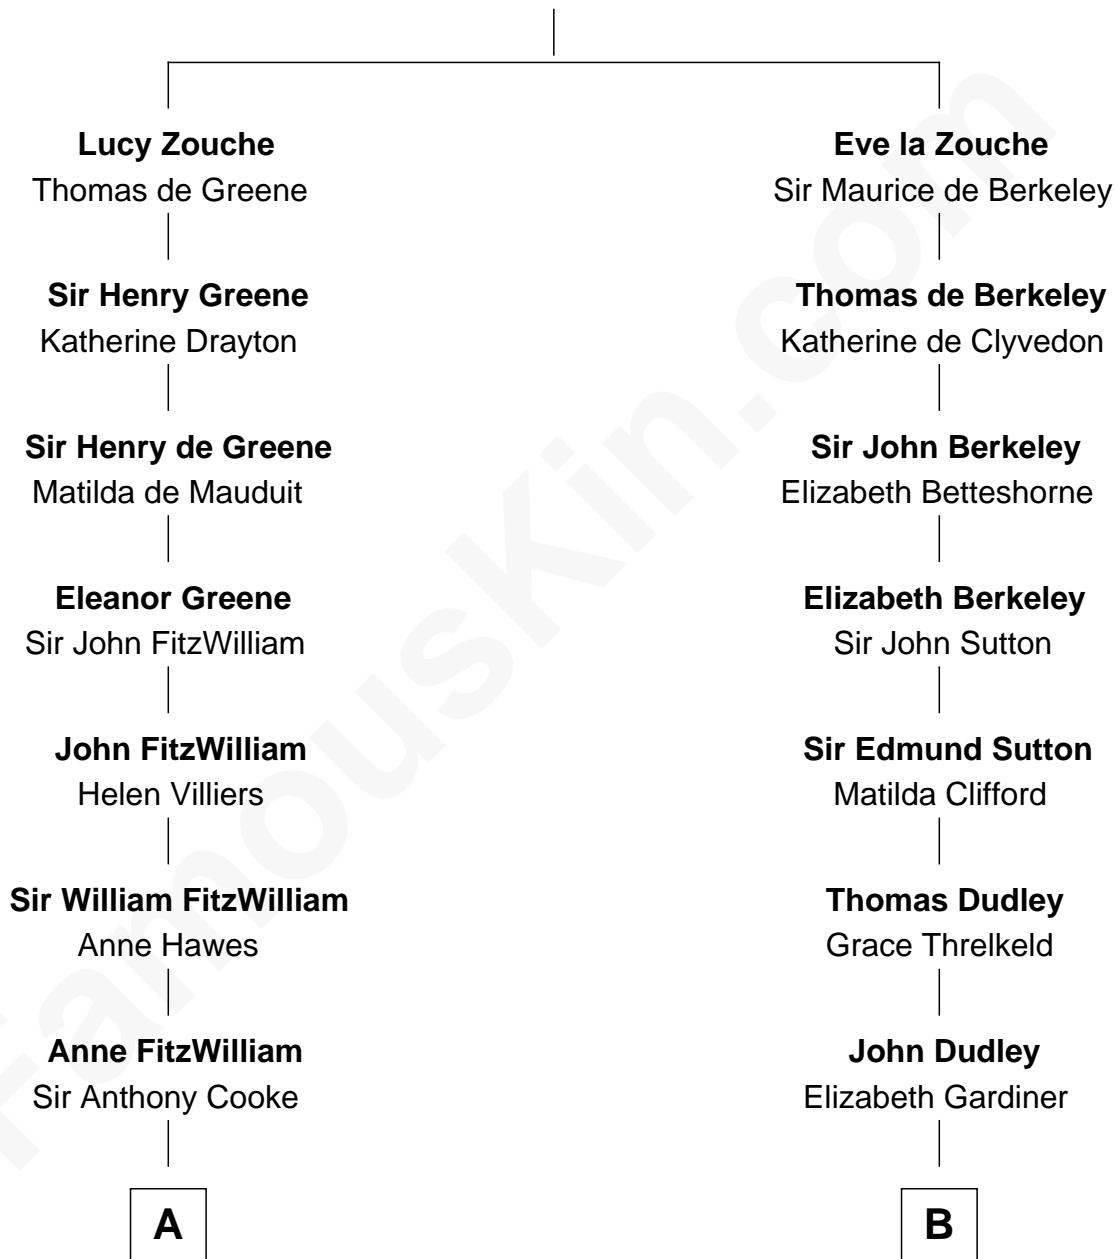 Lucy Zouche
Thomas de Greene
Sir Henry Greene
Katherine Drayton
Sir Henry de Greene
Matilda de Mauduit
Eleanor Greene
Sir John FitzWilliam
John FitzWilliam
Helen Villiers
Sir William FitzWilliam
Anne Hawes
Anne FitzWilliam
Sir Anthony Cooke
A
Eve la Zouche
Sir Maurice de Berkeley
Thomas de Berkeley
Katherine de Clyvedon
Sir John Berkeley
Elizabeth Betteshorne
Elizabeth Berkeley
Sir John Sutton
Sir Edmund Sutton
Matilda Clifford
Thomas Dudley
Grace Threlkeld
John Dudley
Elizabeth Gardiner
B
FamousKin.com